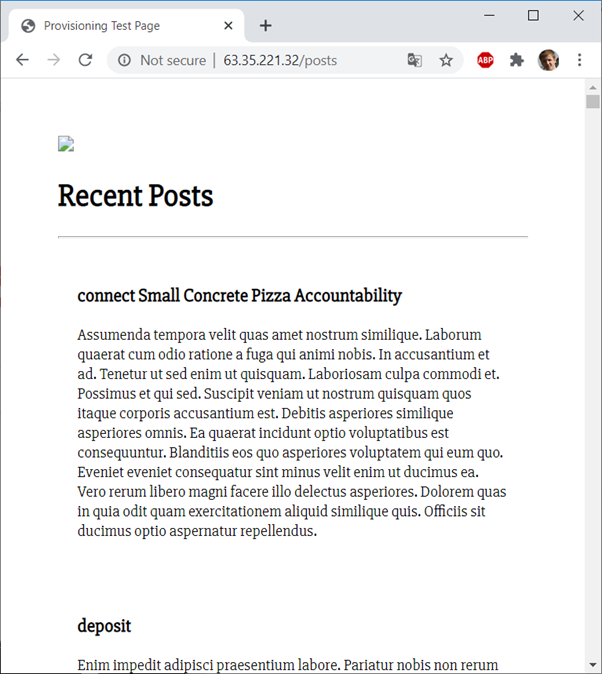 Provisioning Test Page
Not secure | 63.35.221.32/posts
ABP
Recent Posts
connect Small Concrete Pizza Accountability
Assumenda tempora velit quas amet nostrum similique. Laborum
quaerat cum odio ratione a fuga qui animi nobis. In accusantium et
ad. Tenetur ut sed enim ut quisquam. Laboriosam culpa commodi et.
Possimus et qui sed. Suscipit veniam ut nostrum quisquam quos
itaque corporis accusantium est. Debitis asperiores similique
asperiores omnis. Ea quaerat incidunt optio voluptatibus est
consequuntur. Blanditiis eos quo asperiores voluptatem qui eum quo.
Eveniet eveniet consequatur sint minus velit enim ut ducimus ea.
Vero rerum libero magni facere illo delectus asperiores. Dolorem quas
in quia odit quam exercitationem aliquid similique quis. Officiis sit
ducimus optio aspernatur repellendus.
deposit
Enim impedit adipisci praesentium labore. Pariatur nobis non rerum